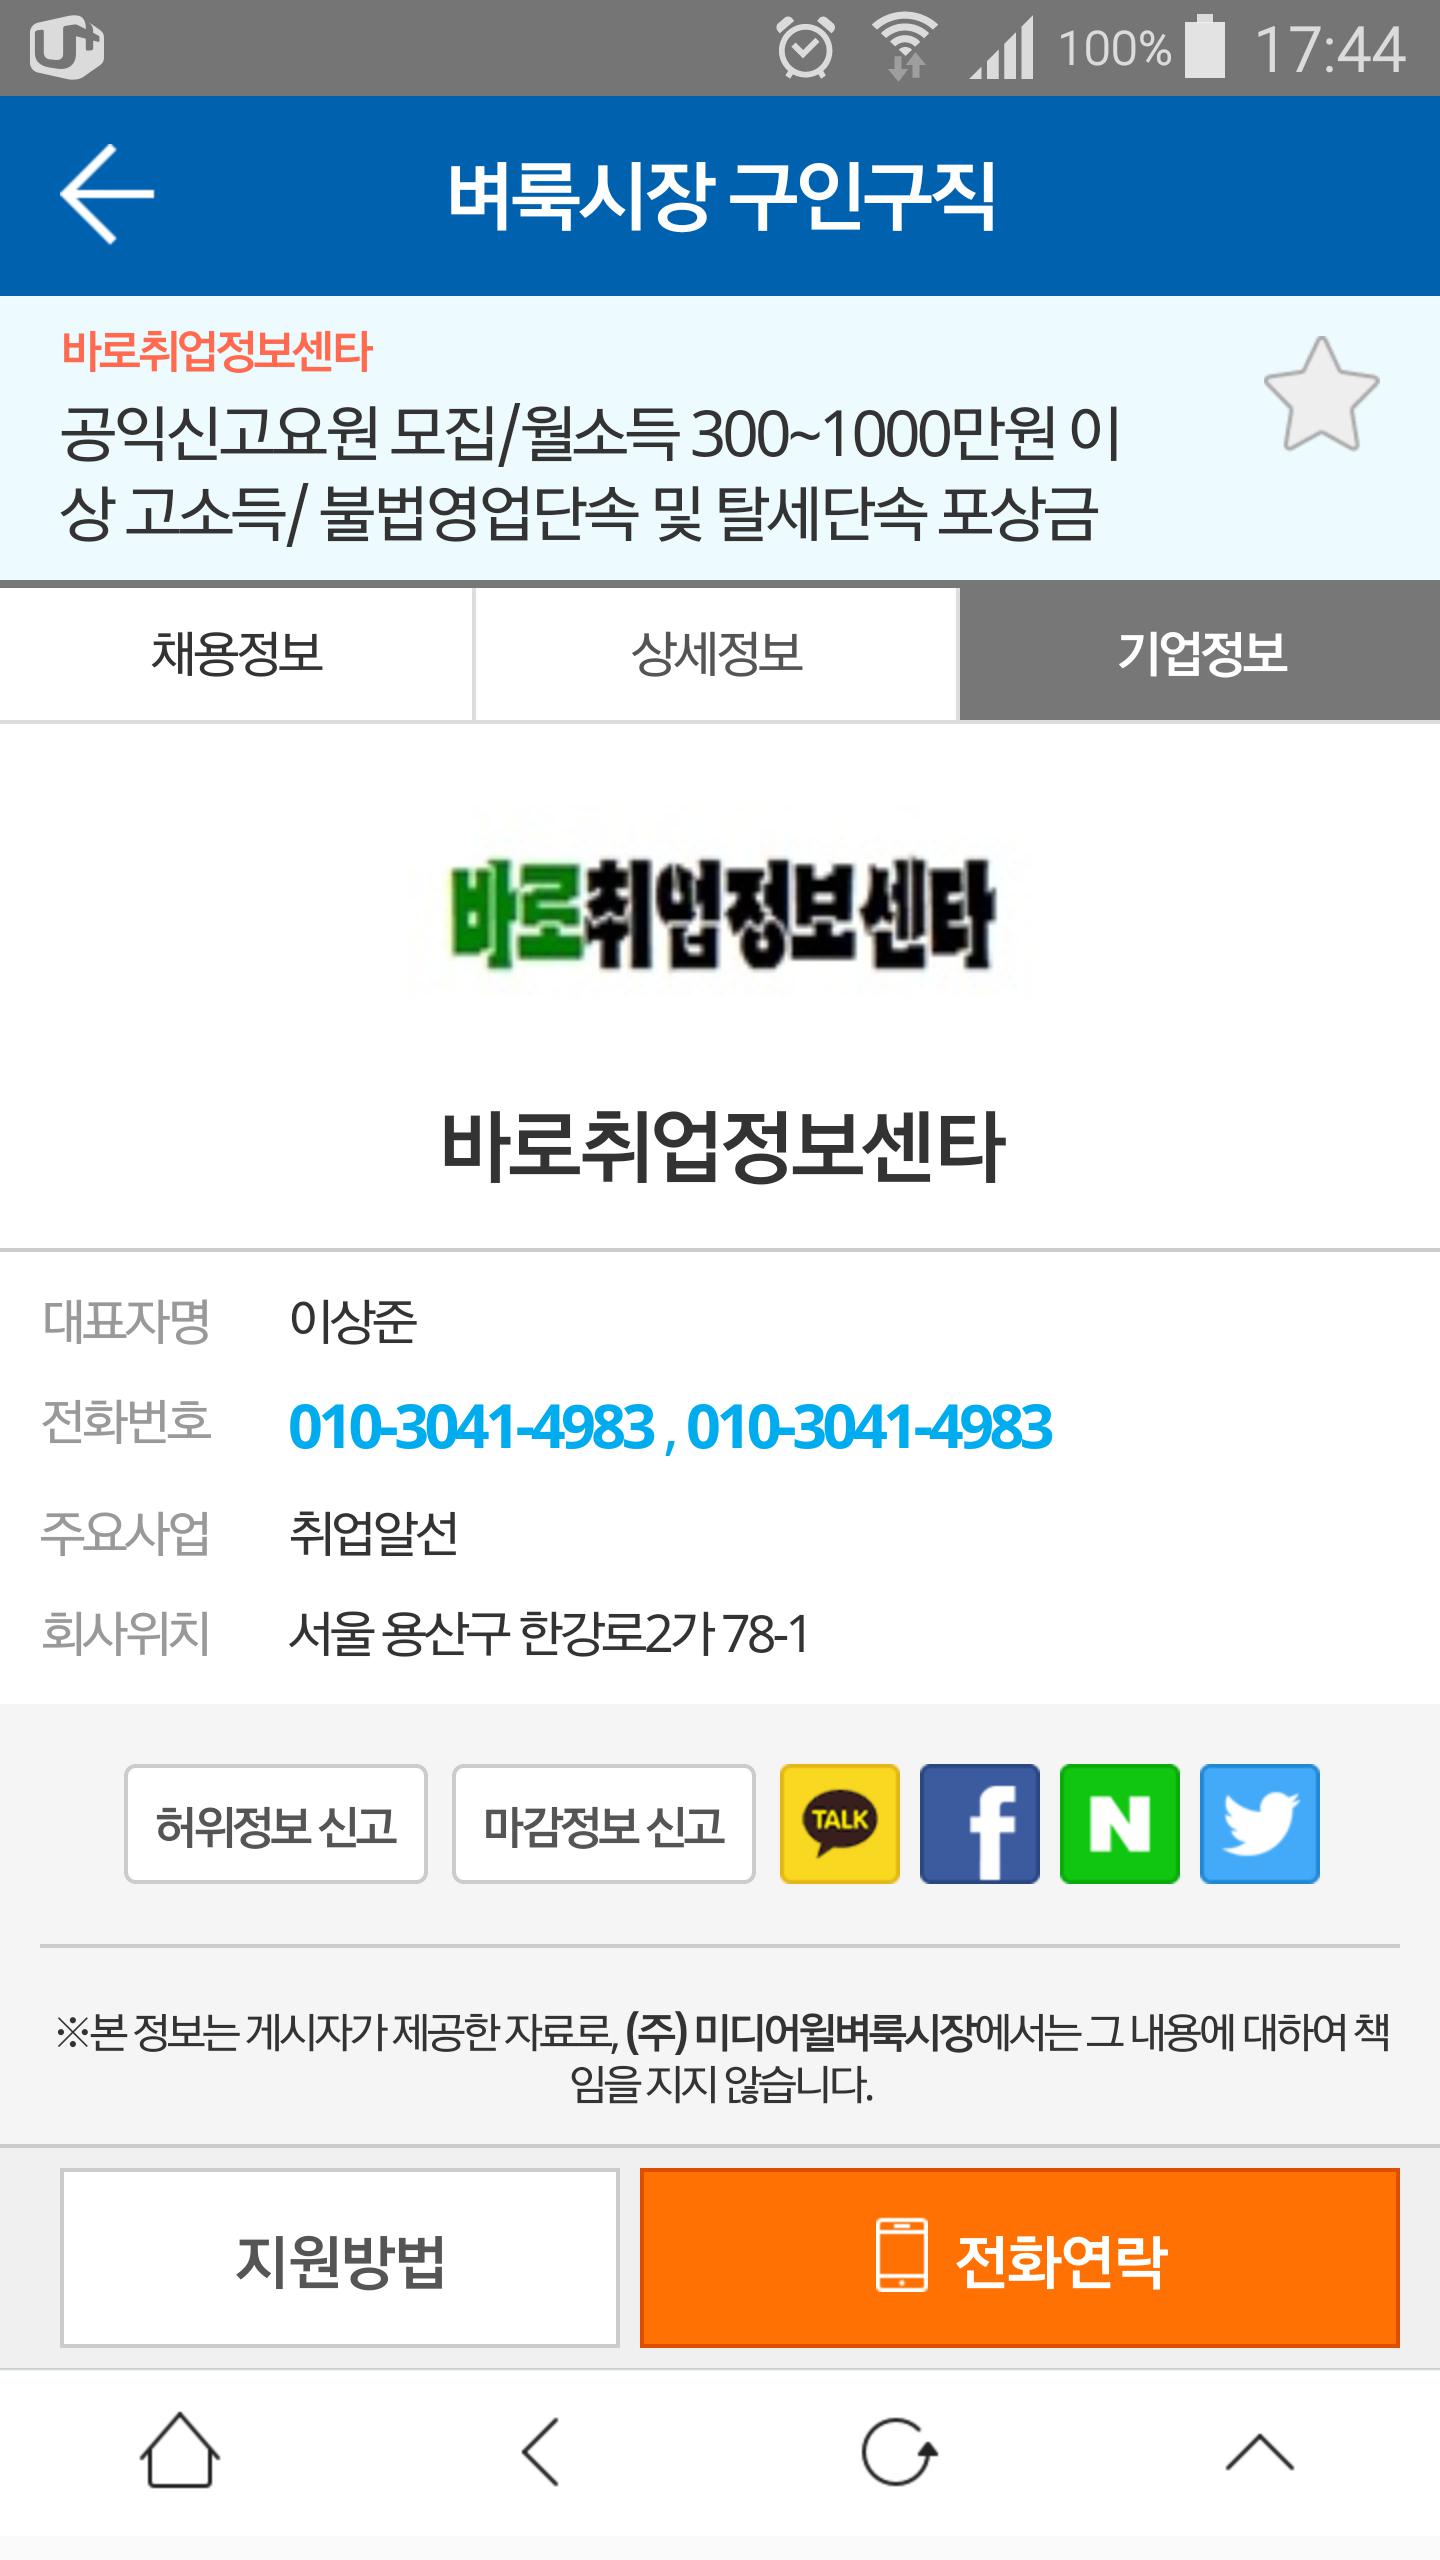 100% 17:44
벼룩시장 구인구직
바로취업정보센타
공익신고요원 모집/월소득 300~1000만원 이
상 고소득/ 불법영업단속 및 탈세단속 포상금
채용정보 상세정보 기업정보
바로취업정보센타
바로취업정보센타
대표자명 이상준
전화번호 010-3041-4983 , 010-3041-4983
주요사업 취업알선
회사위치 서울 용산구 한강로2가 78-1
허위정보 신고 마감정보 신고 TALK f N
※본 정보는 게시자가 제공한 자료로, (주) 미디어윌벼룩시장에서는 그 내용에 대하여 책
임을 지지 않습니다.
지원방법 전화연락